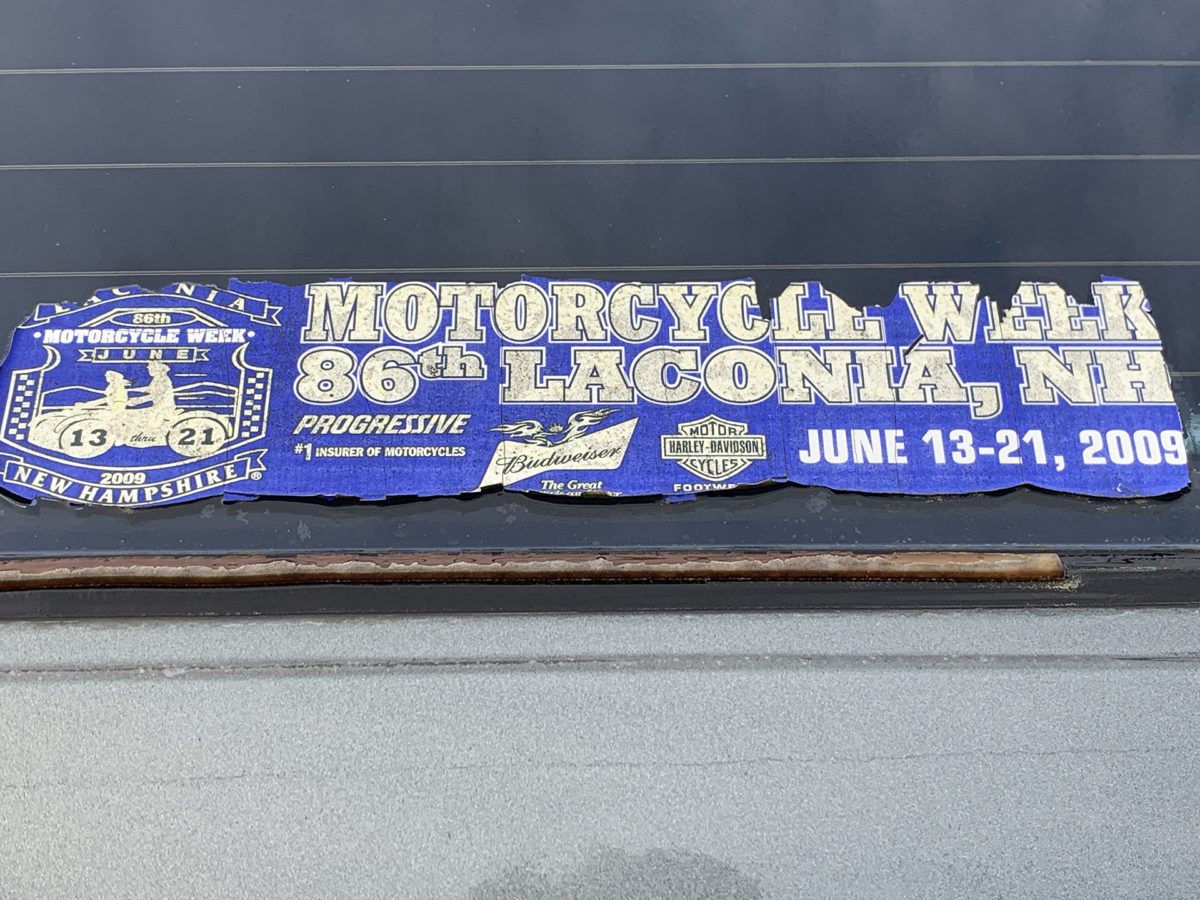 LACONIA
86th
• MOTORCYCLE WEEK •
JUNE
13 thru 21
2009
NEW HAMPSHIRE ®
MOTORCYCLE WEEK
86th LACONIA, NH
PROGRESSIVE
#1 INSURER OF MOTORCYCLES
Budweiser
The Great
MOTOR
HARLEY-DAVIDSON
CYCLES
JUNE 13-21, 2009